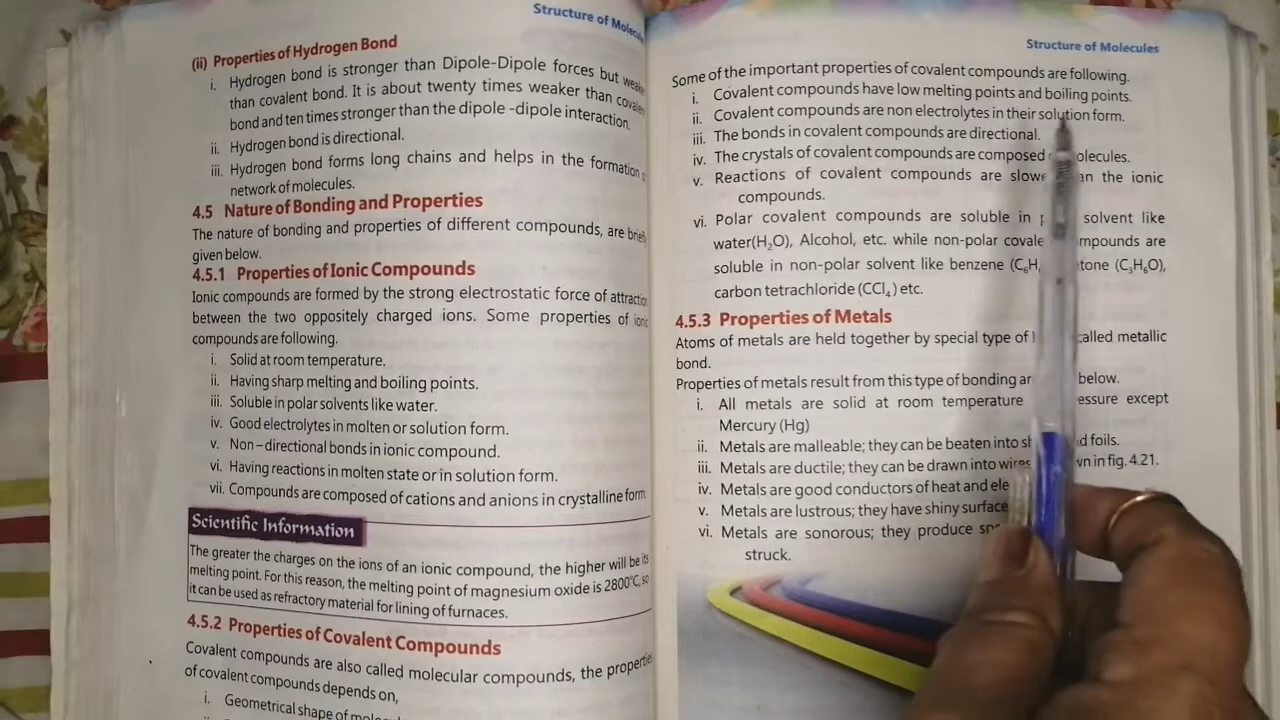 Structure of
(ii) Properties of Hydrogen Bond
i. Hydrogen bond is stronger than Dipole-Dipole forces but
than covalent bond. It is about twenty times weaker than
bond and ten times stronger than the dipole -dipole interaction.
ii. Hydrogen bond is directional.
iii. Hydrogen bond forms long chains and helps in the formation
network of molecules.
4.5 Nature of Bonding and Properties
The nature of bonding and properties of different compounds, are
given below.
4.5.1 Properties of Ionic Compounds
Ionic compounds are formed by the strong electrostatic force of
between the two oppositely charged ions. Some properties of
compounds are following.
i. Solid at room temperature.
ii. Having sharp melting and boiling points.
iii. Soluble in polar solvents like water.
iv. Good electrolytes in molten or solution form.
v. Non–directional bonds in ionic compound.
vi. Having reactions in molten state or in solution form.
vii. Compounds are composed of cations and anions in crystalline form
Scientific Information
The greater the charges on the ions of an ionic compound, the higher will be its
melting point. For this reason, the melting point of magnesium oxide is 2800°C, so
it can be used as refractory material for lining of furnaces.
4.5.2 Properties of Covalent Compounds
Covalent compounds are also called molecular compounds, the
of covalent compounds depends on,
i. Geometrical shape of
Structure of Molecules
Some of the important properties of covalent compounds are following.
i. Covalent compounds have low melting points and boiling points.
ii. Covalent compounds are non electrolytes in their solution form.
iii. The bonds in covalent compounds are directional.
iv. The crystals of covalent compounds are composed
v. Reactions of covalent compounds are the ionic
compounds.
vi. Polar covalent compounds are soluble in solvent like
water(H₂O), Alcohol, etc. while non-polar are
soluble in non-polar solvent like benzene (C₃H₆O),
carbon tetrachloride (CCl₄) etc.
4.5.3 Properties of Metals
Atoms of metals are held together by special type of metallic
bond.
Properties of metals result from this type of bonding below.
i. All metals are solid at room temperature except
Mercury (Hg)
ii. Metals are malleable; they can be beaten into foils.
iii. Metals are ductile; they can be drawn into wires in fig. 4.21.
iv. Metals are good conductors of heat and
v. Metals are lustrous; they have shiny surface
vi. Metals are sonorous; they produce
struck.